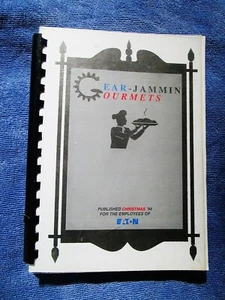 GEAR-JAMMIN
GOURMETS
PUBLISHED CHRISTMAS '94
FOR THE EMPLOYEES OF
EATON